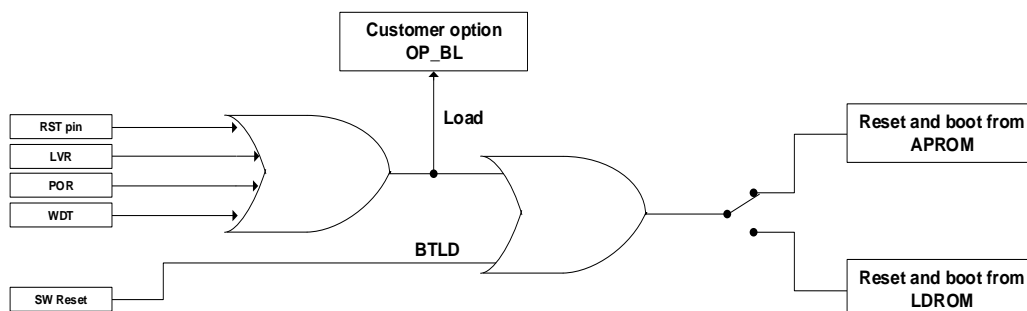 Customer option
OP_BL
Load
RST pin
LVR
POR
WDT
BTLD
SW Reset
Reset and boot from
APROM
Reset and boot from
LDROM